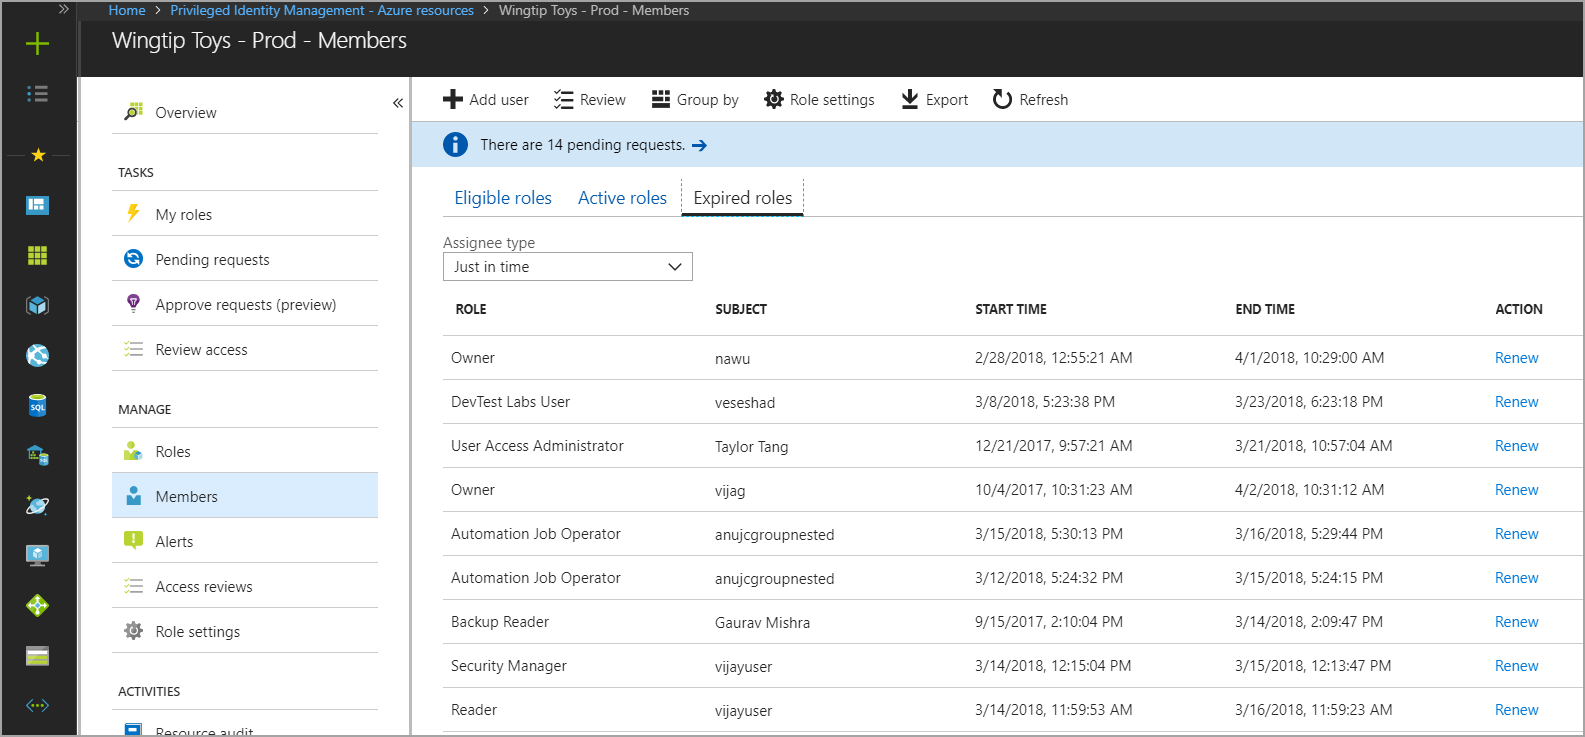 Home > Privileged Identity Management - Azure resources > Wingtip Toys - Prod - Members
Wingtip Toys - Prod - Members
Overview
TASKS
My roles
Pending requests
Approve requests (preview)
Review access
MANAGE
Roles
Members
Alerts
Access reviews
Role settings
ACTIVITIES
Resource audit
SQL
Add user Review Group by Role settings Export Refresh
There are 14 pending requests.
Eligible roles Active roles Expired roles
Assignee type
Just in time
ROLE SUBJECT START TIME END TIME ACTION
Owner nawu 2/28/2018, 12:55:21 AM 4/1/2018, 10:29:00 AM Renew
DevTest Labs User veseshad 3/8/2018, 5:23:38 PM 3/23/2018, 6:23:18 PM Renew
User Access Administrator Taylor Tang 12/21/2017, 9:57:21 AM 3/21/2018, 10:57:04 AM Renew
Owner vijag 10/4/2017, 10:31:23 AM 4/2/2018, 10:31:12 AM Renew
Automation Job Operator anujcgroupnested 3/15/2018, 5:30:13 PM 3/16/2018, 5:29:44 PM Renew
Automation Job Operator anujcgroupnested 3/12/2018, 5:24:32 PM 3/15/2018, 5:24:15 PM Renew
Backup Reader Gaurav Mishra 9/15/2017, 2:10:04 PM 3/14/2018, 2:09:47 PM Renew
Security Manager vijayuser 3/14/2018, 12:15:04 PM 3/15/2018, 12:13:47 PM Renew
Reader vijayuser 3/14/2018, 11:59:53 AM 3/16/2018, 11:59:23 AM Renew